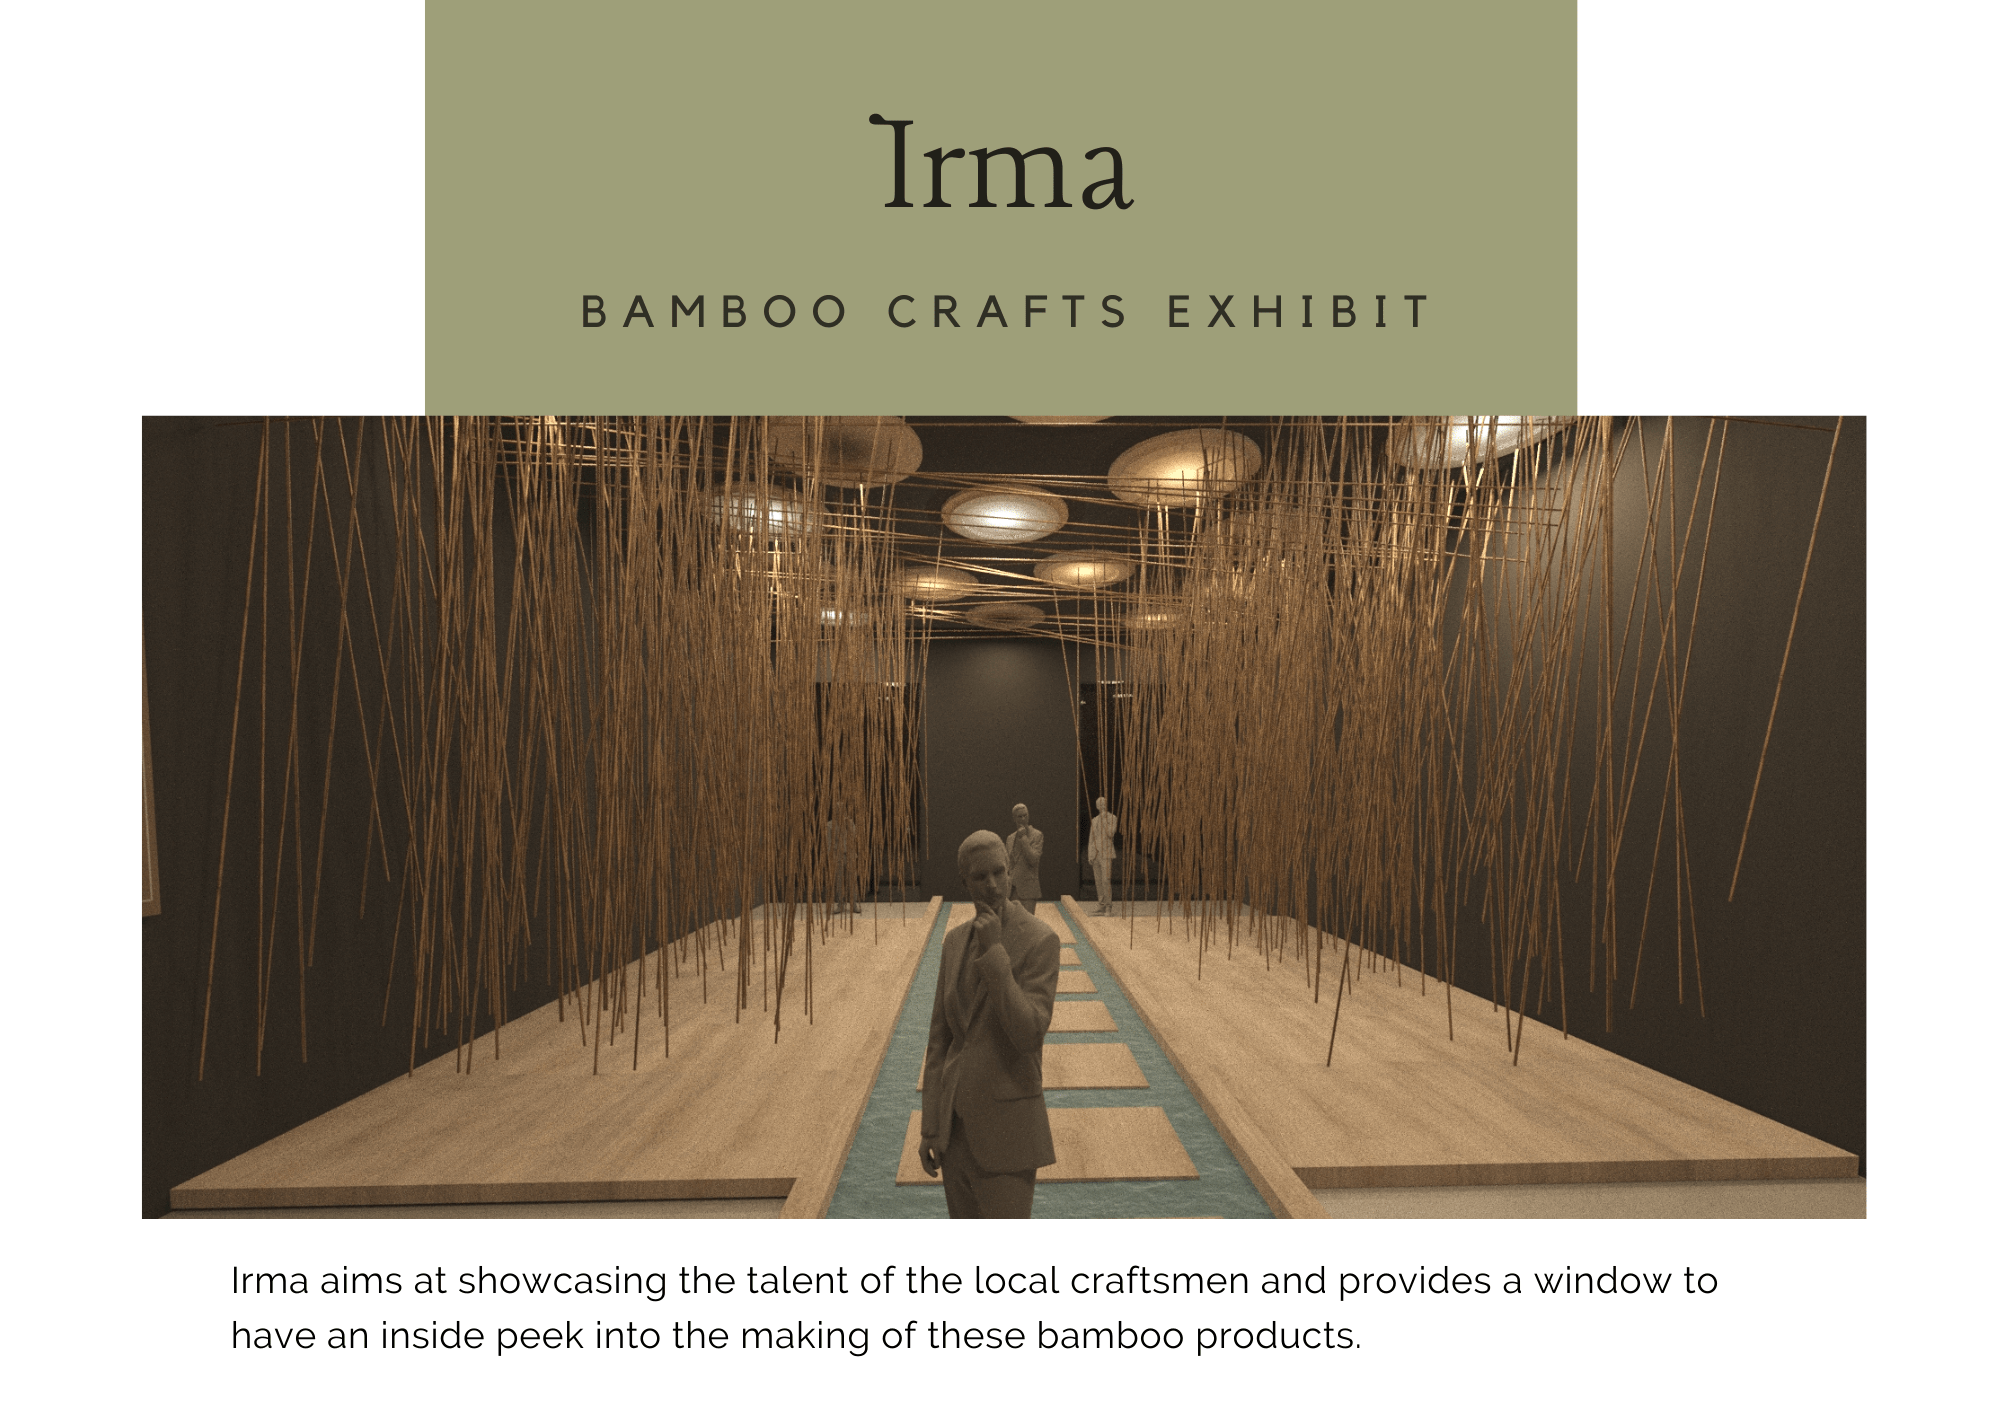 Irma
BAMBOO CRAFTS EXHIBIT
Irma aims at showcasing the talent of the local craftsmen and provides a window to
have an inside peek into the making of these bamboo products.